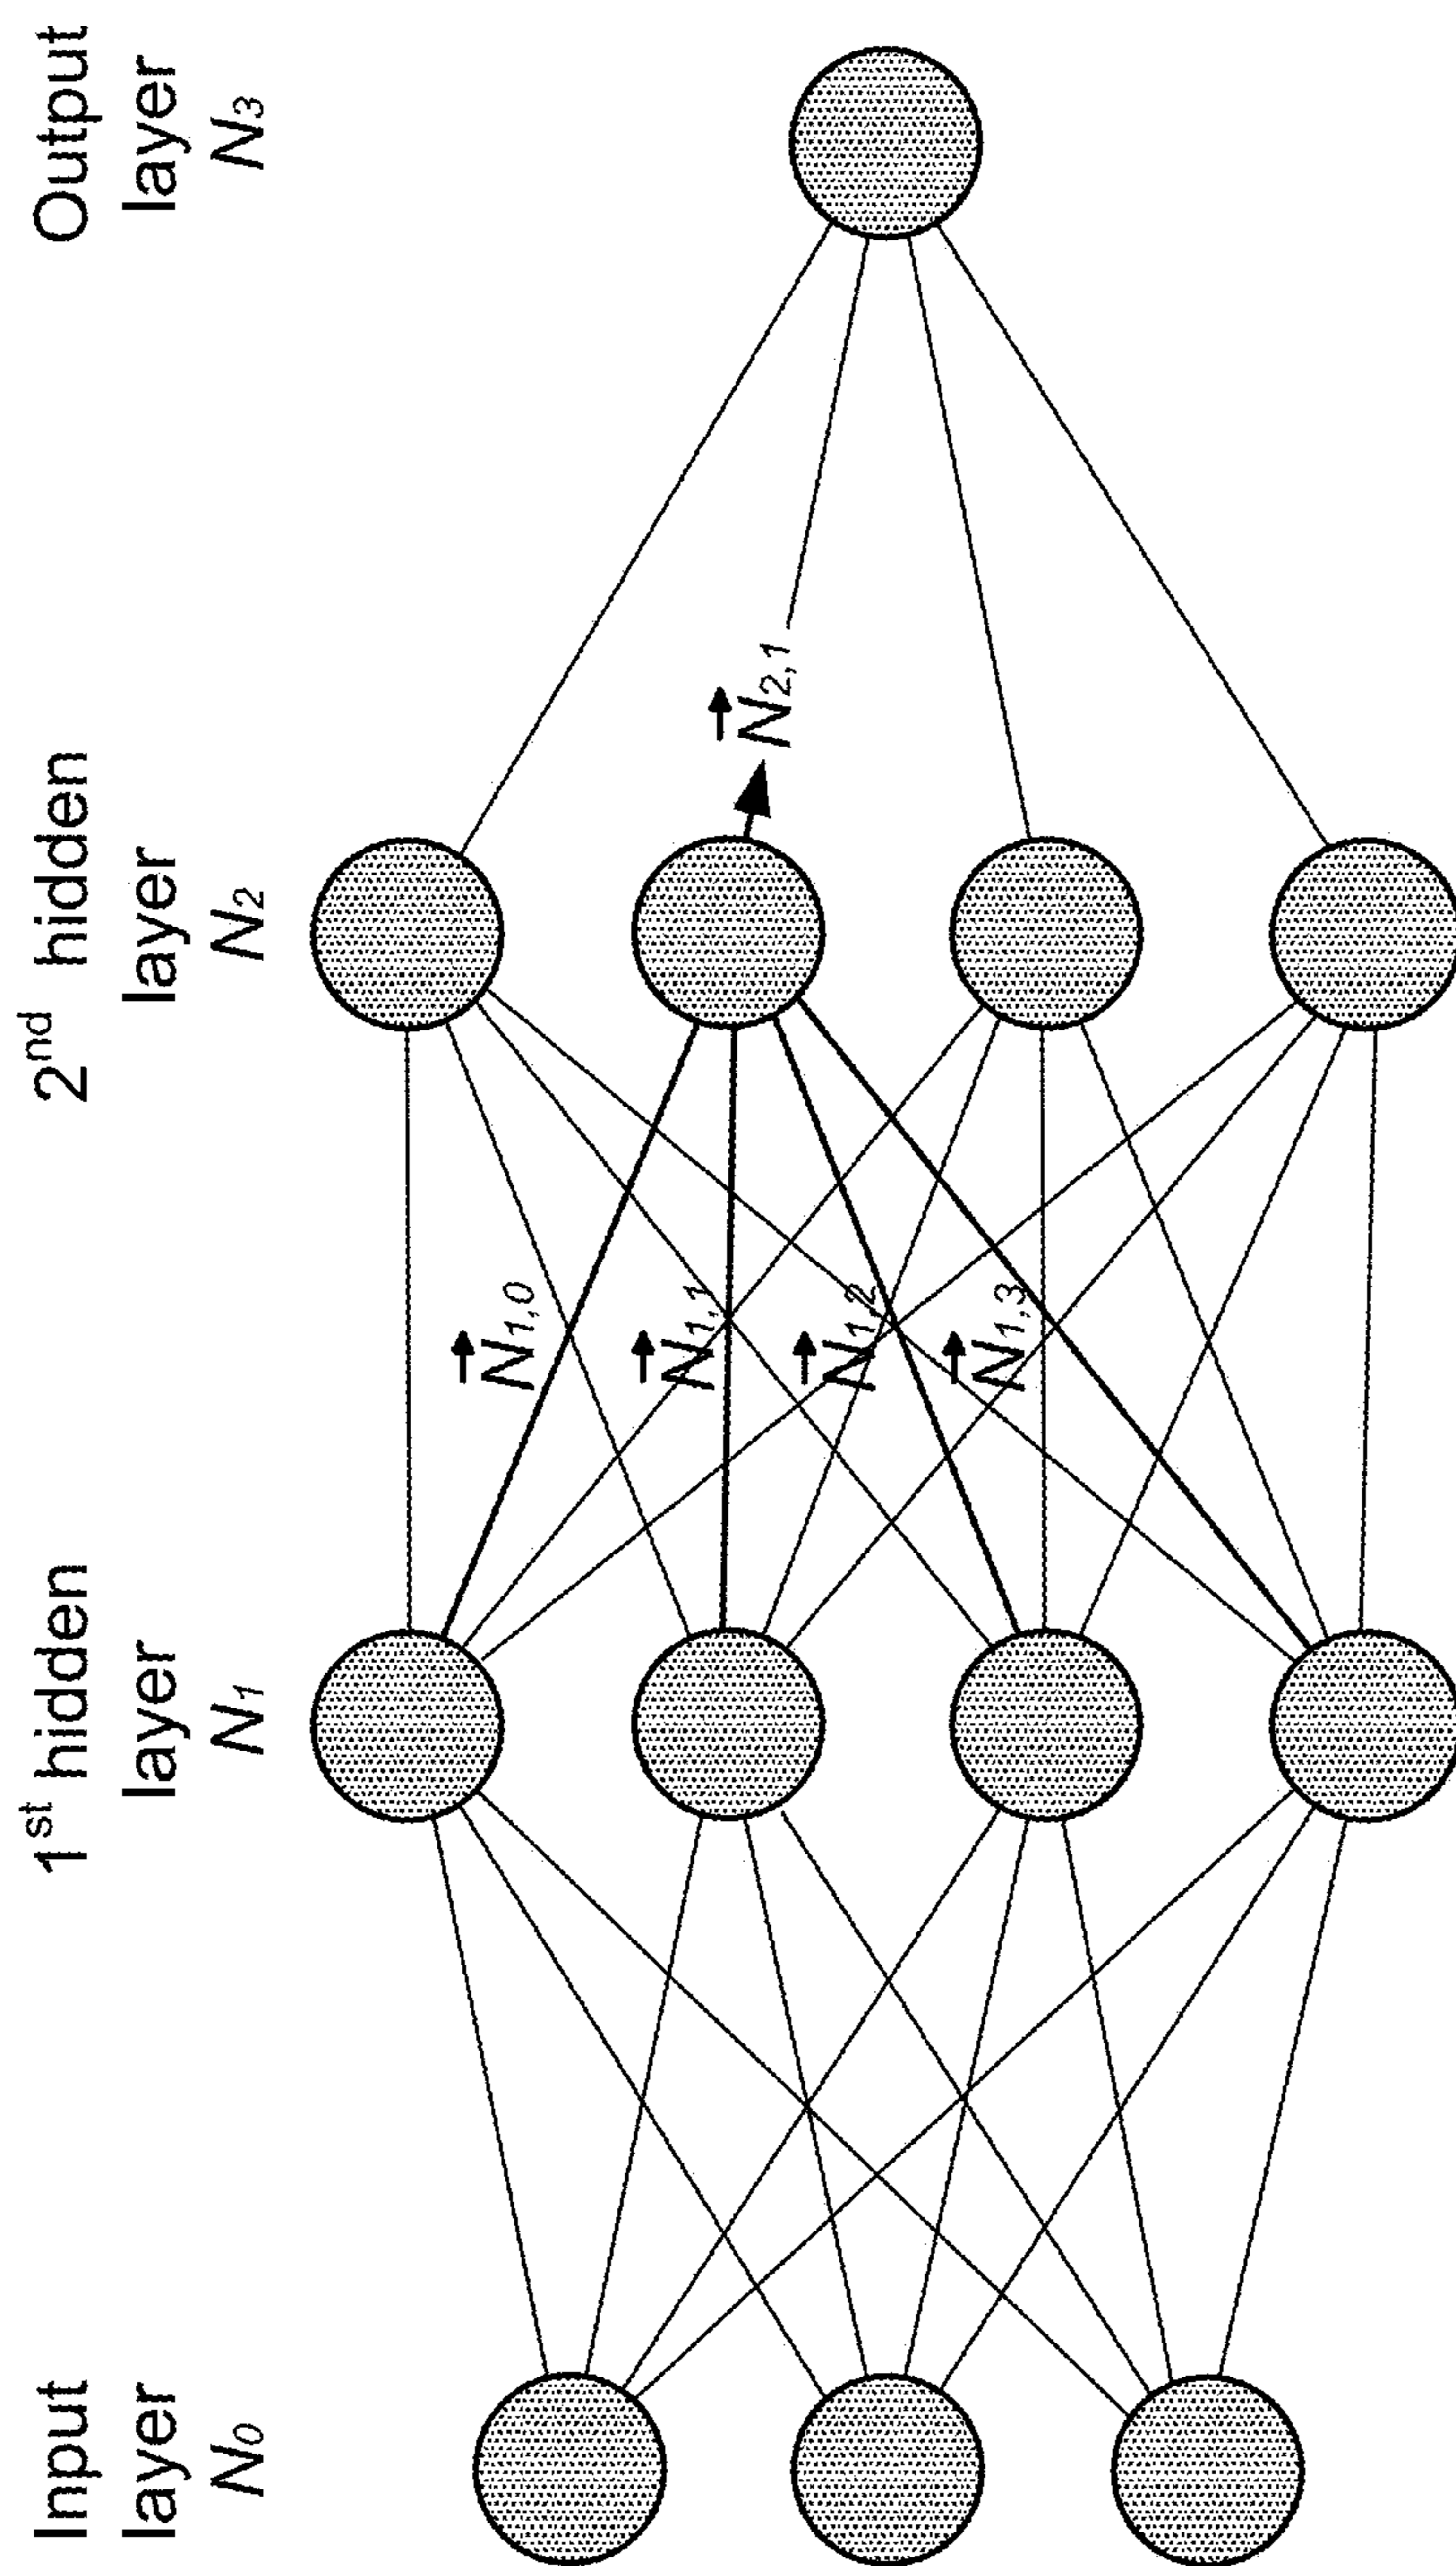 Input
layer
N0
1st hidden
layer
N1
2nd hidden
layer
N2
Output
layer
N3
N1,0
N1,1
N1,2
N1,3
N2,1